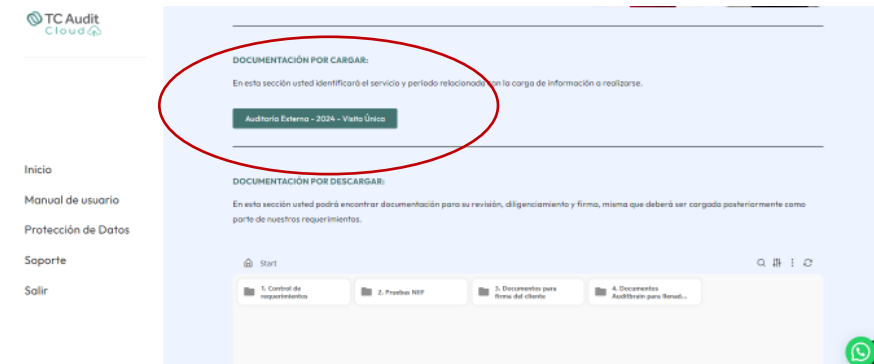 TC Audit
Cloud
Inicio
Manual de usuario
Protección de Datos
Soporte
Salir
DOCUMENTACIÓN POR CARGAR:
En esta sección usted identificará el servicio y período relacionado con la carga de información a realizarse.
Auditoría Externa - 2024 - Visita Única
DOCUMENTACIÓN POR DESCARGAR:
En esta sección usted podrá encontrar documentación para su revisión, diligenciamiento y firma, misma que deberá ser cargada posteriormente como
parte de nuestros requerimientos.
Start
1. Control de
requerimientos
2. Pruebas NIIF
3. Documentos para
firma del cliente
4. Documentos
Auditbrain para llenad...